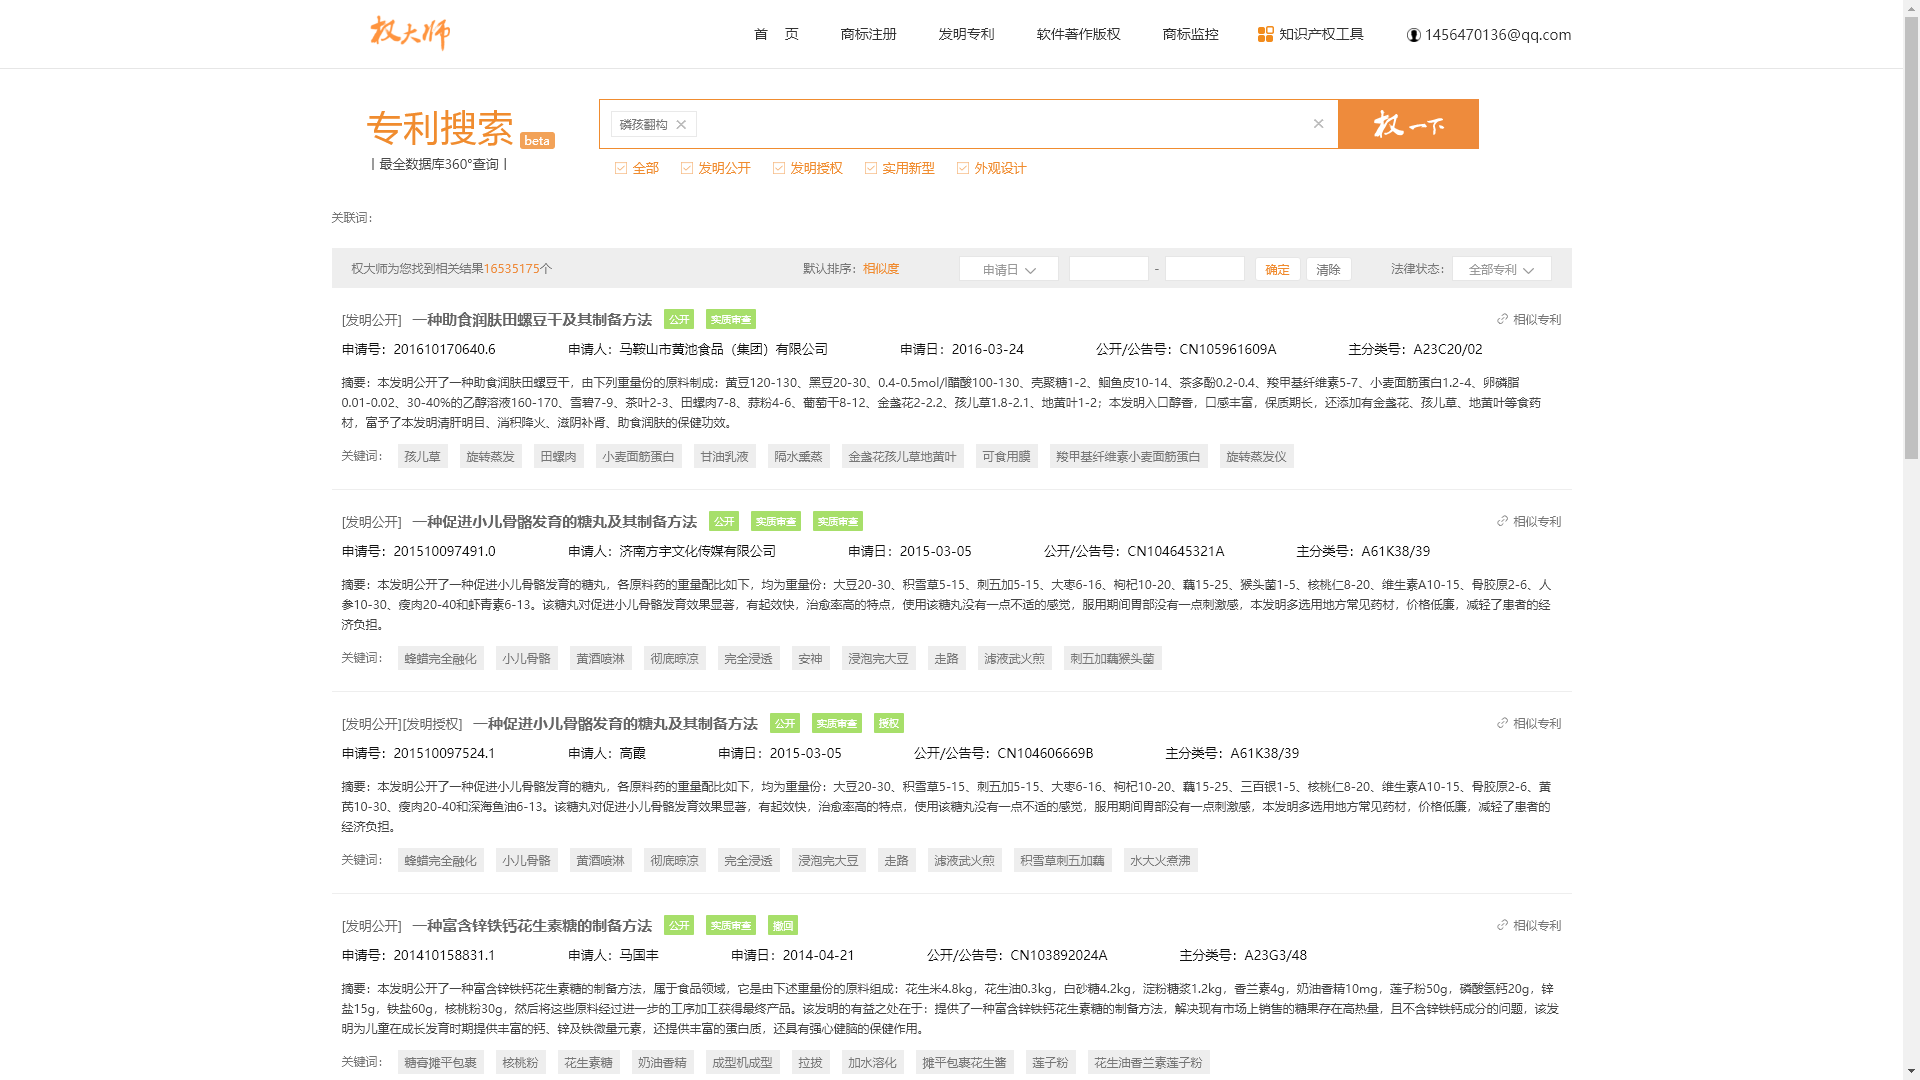 权大师
首 页
商标注册
发明专利
软件著作版权
商标监控
知识产权工具
1456470136@qq.com
专利搜索 beta
磷孩翻构
权一下
| 最全数据库360°查询 |
全部
发明公开
发明授权
实用新型
外观设计
关联词：
权大师为您找到相关结果16535175个
默认排序：相似度
申请日
-
确定
清除
法律状态：
全部专利
[发明公开] 一种助食润肤田螺豆干及其制备方法 公开 实质审查 相似专利
申请号：201610170640.6 申请人：马鞍山市黄池食品（集团）有限公司 申请日：2016-03-24 公开/公告号：CN105961609A 主分类号：A23C20/02
摘要：本发明公开了一种助食润肤田螺豆干，由下列重量份的原料制成：黄豆120-130、黑豆20-30、0.4-0.5mol/l醋酸100-130、壳聚糖1-2、鮰鱼皮10-14、茶多酚0.2-0.4、羧甲基纤维素5-7、小麦面筋蛋白1.2-4、卵磷脂
0.01-0.02、30-40%的乙醇溶液160-170、雪碧7-9、茶叶2-3、田螺肉7-8、蒜粉4-6、葡萄干8-12、金盏花2-2.2、孩儿草1.8-2.1、地黄叶1-2；本发明入口醇香，口感丰富，保质期长，还添加有金盏花、孩儿草、地黄叶等食药
材，富予了本发明清肝明目、消积降火、滋阴补肾、助食润肤的保健功效。
关键词： 孩儿草 旋转蒸发 田螺肉 小麦面筋蛋白 甘油乳液 隔水熏蒸 金盏花孩儿草地黄叶 可食用膜 羧甲基纤维素小麦面筋蛋白 旋转蒸发仪
[发明公开] 一种促进小儿骨骼发育的糖丸及其制备方法 公开 实质审查 实质审查 相似专利
申请号：201510097491.0 申请人：济南方宇文化传媒有限公司 申请日：2015-03-05 公开/公告号：CN104645321A 主分类号：A61K38/39
摘要：本发明公开了一种促进小儿骨骼发育的糖丸，各原料药的重量配比如下，均为重量份：大豆20-30、积雪草5-15、刺五加5-15、大枣6-16、枸杞10-20、藕15-25、猴头菌1-5、核桃仁8-20、维生素A10-15、骨胶原2-6、人
参10-30、瘦肉20-40和虾青素6-13。该糖丸对促进小儿骨骼发育效果显著，有起效快，治愈率高的特点，使用该糖丸没有一点不适的感觉，服用期间胃部没有一点刺激感，本发明多选用地方常见药材，价格低廉，减轻了患者的经
济负担。
关键词： 蜂蜡完全融化 小儿骨骼 黄酒喷淋 彻底晾凉 完全浸透 安神 浸泡完大豆 走路 滤液武火煎 刺五加藕猴头菌
[发明公开][发明授权] 一种促进小儿骨骼发育的糖丸及其制备方法 公开 实质审查 授权 相似专利
申请号：201510097524.1 申请人：高霞 申请日：2015-03-05 公开/公告号：CN104606669B 主分类号：A61K38/39
摘要：本发明公开了一种促进小儿骨骼发育的糖丸，各原料药的重量配比如下，均为重量份：大豆20-30、积雪草5-15、刺五加5-15、大枣6-16、枸杞10-20、藕15-25、三百银1-5、核桃仁8-20、维生素A10-15、骨胶原2-6、黄
芪10-30、瘦肉20-40和深海鱼油6-13。该糖丸对促进小儿骨骼发育效果显著，有起效快，治愈率高的特点，使用该糖丸没有一点不适的感觉，服用期间胃部没有一点刺激感，本发明多选用地方常见药材，价格低廉，减轻了患者的
经济负担。
关键词： 蜂蜡完全融化 小儿骨骼 黄酒喷淋 彻底晾凉 完全浸透 浸泡完大豆 走路 滤液武火煎 积雪草刺五加藕 水大火煮沸
[发明公开] 一种富含锌铁钙花生素糖的制备方法 公开 实质审查 撤回 相似专利
申请号：201410158831.1 申请人：马国丰 申请日：2014-04-21 公开/公告号：CN103892024A 主分类号：A23G3/48
摘要：本发明公开了一种富含锌铁钙花生素糖的制备方法，属于食品领域，它是由下述重量份的原料组成：花生米4.8kg，花生油0.3kg，白砂糖4.2kg，淀粉糖浆1.2kg，香兰素4g，奶油香精10mg，莲子粉50g，磷酸氢钙20g，锌
盐15g，铁盐60g，核桃粉30g，然后将这些原料经过进一步的工序加工获得最终产品。该发明的有益之处在于：提供了一种富含锌铁钙花生素糖的制备方法，解决现有市场上销售的糖果存在高热量，且不含锌铁钙成分的问题，该发
明为儿童在成长发育时期提供丰富的钙、锌及铁微量元素，还提供丰富的蛋白质，还具有强心健脑的保健作用。
关键词： 糖膏摊平包裹 核桃粉 花生素糖 奶油香精 成型机成型 拉拔 加水溶化 摊平包裹花生酱 莲子粉 花生油香兰素莲子粉